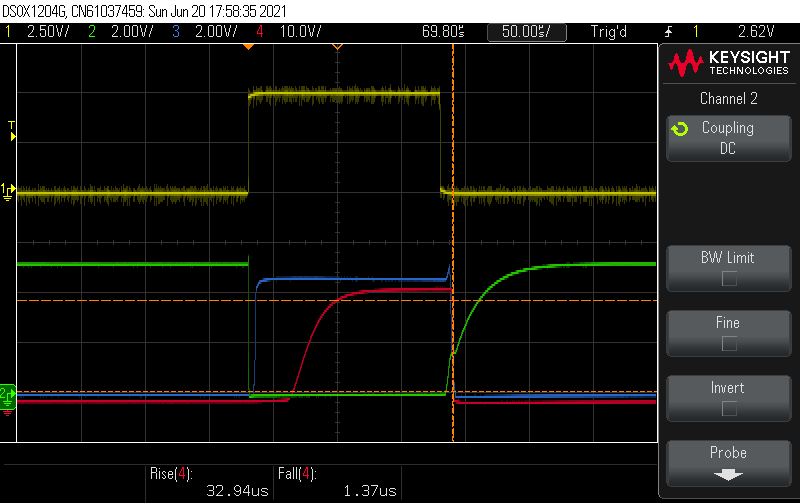 DSOX1204G, CN61037459: Sun Jun 20 17:58:35 2021
1 2.50V/ 2 2.00V/ 3 2.00V/ 4 10.0V/ 69.80s 50.00s/ Trig'd 1 2.62V
KEYSIGHT
TECHNOLOGIES
Channel 2
Coupling
DC
T
1
BW Limit
Fine
Invert
2
Probe
Rise(4):
32.94us
Fall(4):
1.37us